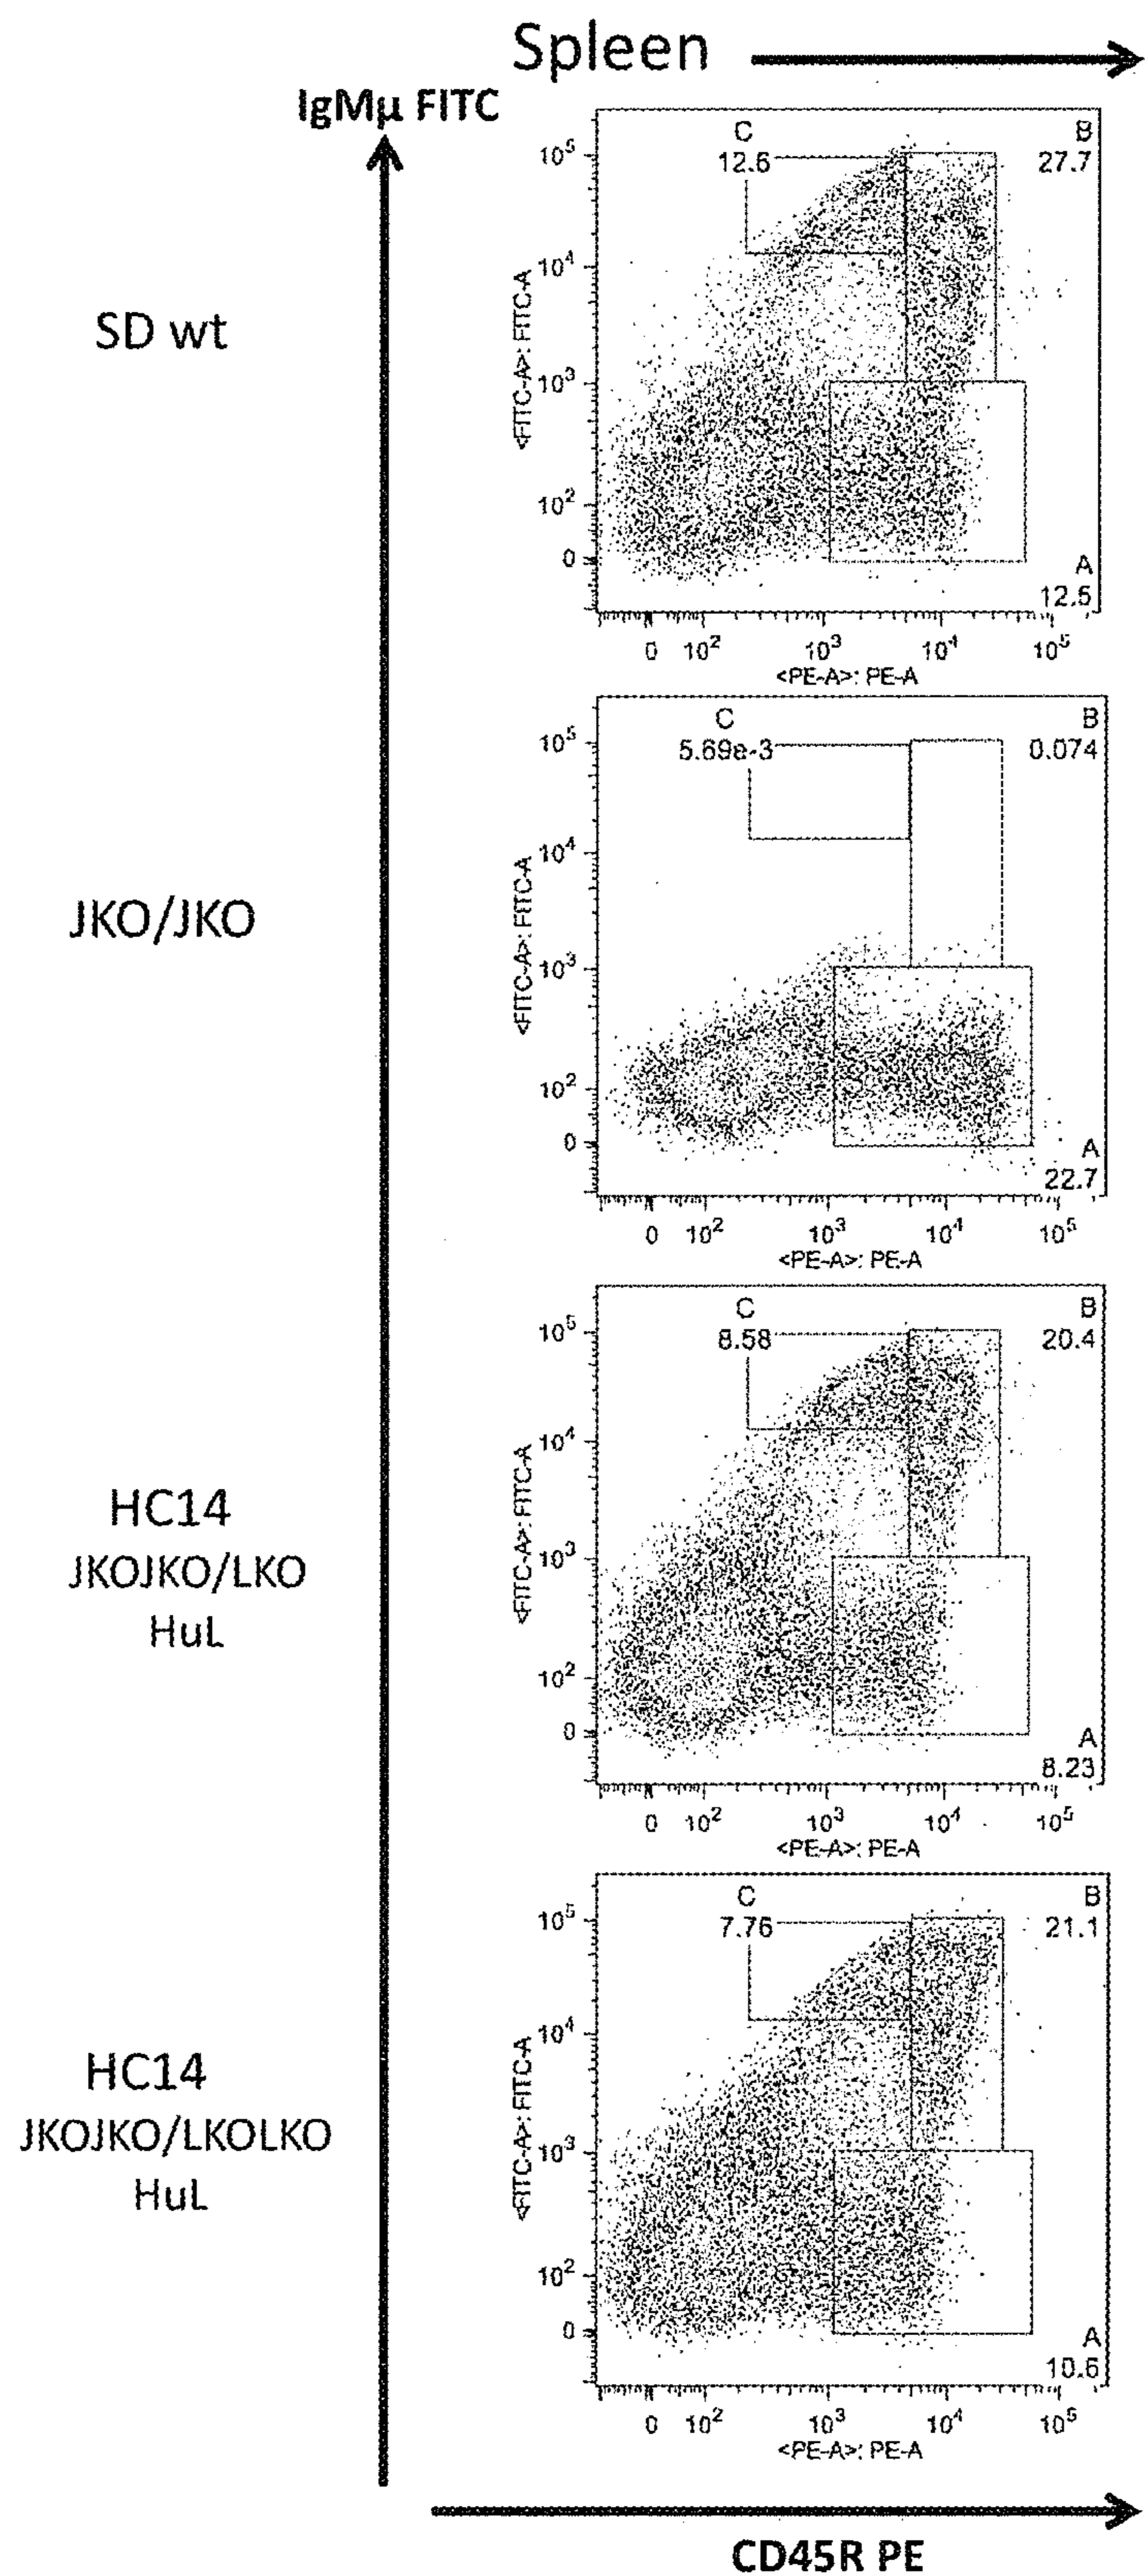 Spleen
IgMμ FITC
SD wt
C
12.6
B
27.7
10⁵
10⁴
10³
10²
0
<FITC-A>: FITC-A
A
12.5
0 10² 10³ 10⁴ 10⁵
<PE-A>: PE-A
JKO/JKO
C
5.69e-3
B
0.074
10⁵
10⁴
10³
10²
0
<FITC-A>: FITC-A
A
22.7
0 10² 10³ 10⁴ 10⁵
<PE-A>: PE-A
HC14
JKOJKO/LKO
HuL
C
8.58
B
20.4
10⁵
10⁴
10³
10²
0
<FITC-A>: FITC-A
A
8.23
0 10² 10³ 10⁴ 10⁵
<PE-A>: PE-A
HC14
JKOJKO/LKOLKO
HuL
C
7.76
B
21.1
10⁵
10⁴
10³
10²
0
<FITC-A>: FITC-A
A
10.6
0 10² 10³ 10⁴ 10⁵
<PE-A>: PE-A
CD45R PE